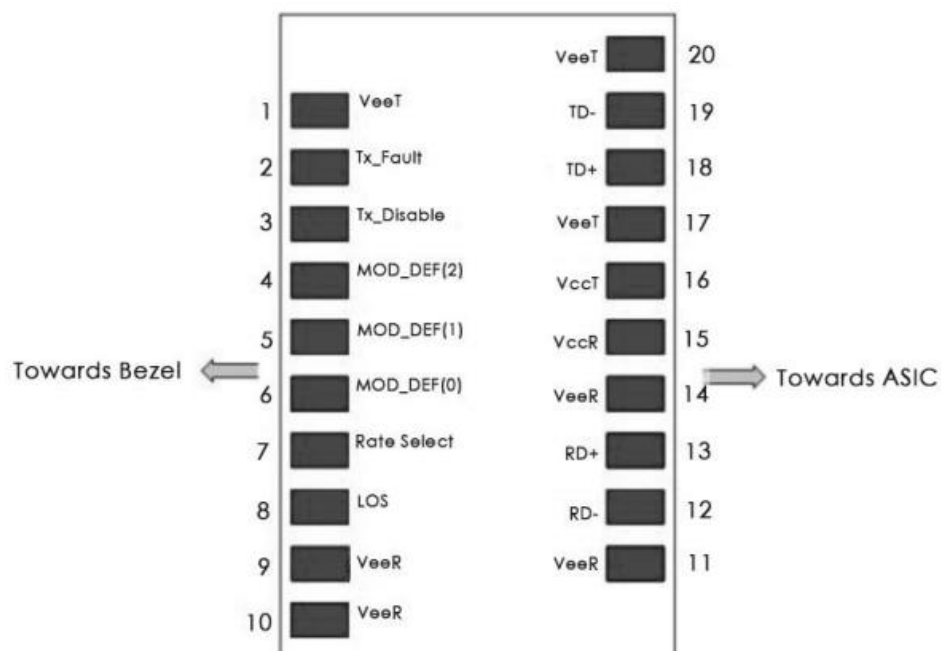 VeeT 20
1 VeeT
TD- 19
2 Tx_Fault
TD+ 18
3 Tx_Disable
VeeT 17
4 MOD_DEF(2)
VccT 16
5 MOD_DEF(1)
VccR 15
Towards Bezel
6 MOD_DEF(0)
VeeR 14
Towards ASIC
7 Rate Select
RD+ 13
8 LOS
RD- 12
9 VeeR
VeeR 11
10 VeeR